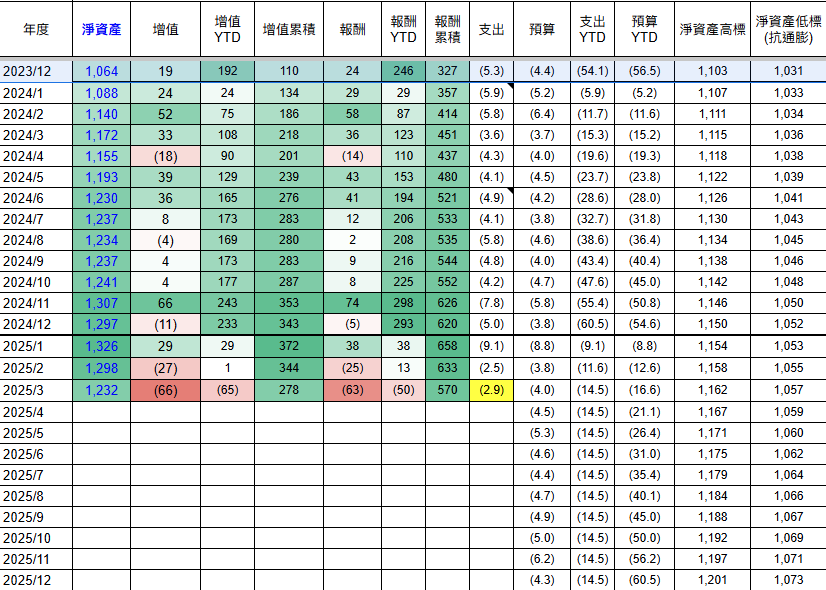 年度 淨資產 增值 增值 YTD 增值累積 報酬 報酬 YTD 報酬 累積 支出 預算 支出 YTD 預算 YTD 淨資產高標 淨資產低標 (抗通膨)
2023/12 1,064 19 192 110 24 246 327 (5.3) (4.4) (54.1) (56.5) 1,103 1,031
2024/1 1,088 24 24 134 29 29 357 (5.9) (5.2) (5.9) (5.2) 1,107 1,033
2024/2 1,140 52 75 186 58 87 414 (5.8) (6.4) (11.7) (11.6) 1,111 1,034
2024/3 1,172 33 108 218 36 123 451 (3.6) (3.7) (15.3) (15.2) 1,115 1,036
2024/4 1,155 (18) 90 201 (14) 110 437 (4.3) (4.0) (19.6) (19.3) 1,118 1,038
2024/5 1,193 39 129 239 43 153 480 (4.1) (4.5) (23.7) (23.8) 1,122 1,039
2024/6 1,230 36 165 276 41 194 521 (4.9) (4.2) (28.6) (28.0) 1,126 1,041
2024/7 1,237 8 173 283 12 206 533 (4.1) (3.8) (32.7) (31.8) 1,130 1,043
2024/8 1,234 (4) 169 280 2 208 535 (5.8) (4.6) (38.6) (36.4) 1,134 1,045
2024/9 1,237 4 173 283 9 216 544 (4.8) (4.0) (43.4) (40.4) 1,138 1,046
2024/10 1,241 4 177 287 8 225 552 (4.2) (4.7) (47.6) (45.0) 1,142 1,048
2024/11 1,307 66 243 353 74 298 626 (7.8) (5.8) (55.4) (50.8) 1,146 1,050
2024/12 1,297 (11) 233 343 (5) 293 620 (5.0) (3.8) (60.5) (54.6) 1,150 1,052
2025/1 1,326 29 29 372 38 38 658 (9.1) (8.8) (9.1) (8.8) 1,154 1,053
2025/2 1,298 (27) 1 344 (25) 13 633 (2.5) (3.8) (11.6) (12.6) 1,158 1,055
2025/3 1,232 (66) (65) 278 (63) (50) 570 (2.9) (4.0) (14.5) (16.6) 1,162 1,057
2025/4 (4.5) (14.5) (21.1) 1,167 1,059
2025/5 (5.3) (14.5) (26.4) 1,171 1,060
2025/6 (4.6) (14.5) (31.0) 1,175 1,062
2025/7 (4.4) (14.5) (35.4) 1,179 1,064
2025/8 (4.7) (14.5) (40.1) 1,184 1,066
2025/9 (4.9) (14.5) (45.0) 1,188 1,067
2025/10 (5.0) (14.5) (50.0) 1,192 1,069
2025/11 (6.2) (14.5) (56.2) 1,197 1,071
2025/12 (4.3) (14.5) (60.5) 1,201 1,073